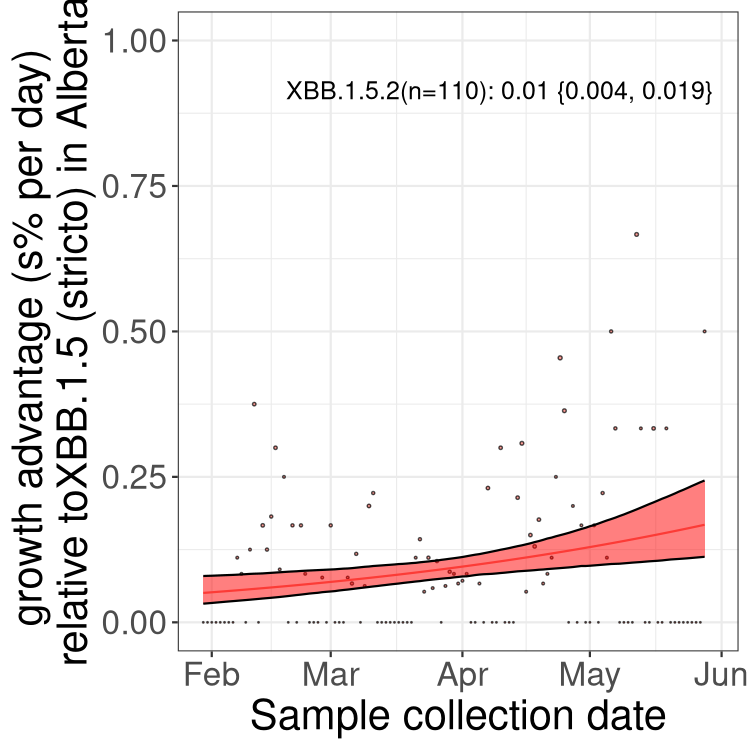 growth advantage (s% per day)
relative toXBB.1.5 (stricto) in Alberta
1.00
0.75
0.50
0.25
0.00
XBB.1.5.2(n=110): 0.01 {0.004, 0.019}
Feb
Mar
Apr
May
Jun
Sample collection date